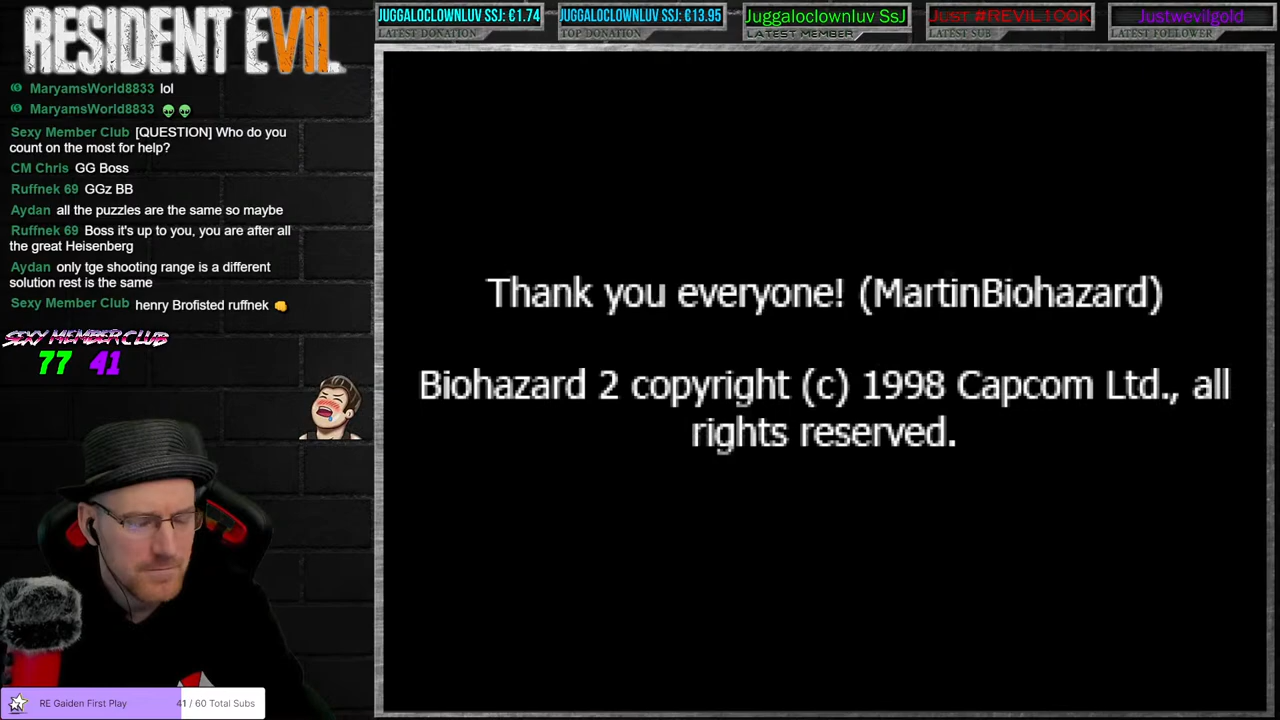 RESIDENT EVIL
JUGGALOCLOWNLUV SSJ: €1.74
LATEST DONATION
JUGGALOCLOWNLUV SSJ: €13.95
TOP DONATION
Juggaloclownluv SsJ
LATEST MEMBER
Just #REVIL100K
LATEST SUB
Justwevilgold
LATEST FOLLOWER
MaryamsWorld8833 lol
MaryamsWorld8833
Sexy Member Club [QUESTION] Who do you
count on the most for help?
CM Chris GG Boss
Ruffnek 69 GGz BB
Aydan all the puzzles are the same so maybe
Ruffnek 69 Boss it's up to you, you are after all
the great Heisenberg
Aydan only tge shooting range is a different
solution rest is the same
Sexy Member Club henry Brofisted ruffnek
SEXY MEMBER CLUB
77 41
Thank you everyone! (MartinBiohazard)
Biohazard 2 copyright (c) 1998 Capcom Ltd., all
rights reserved.
RE Gaiden First Play 41 / 60 Total Subs